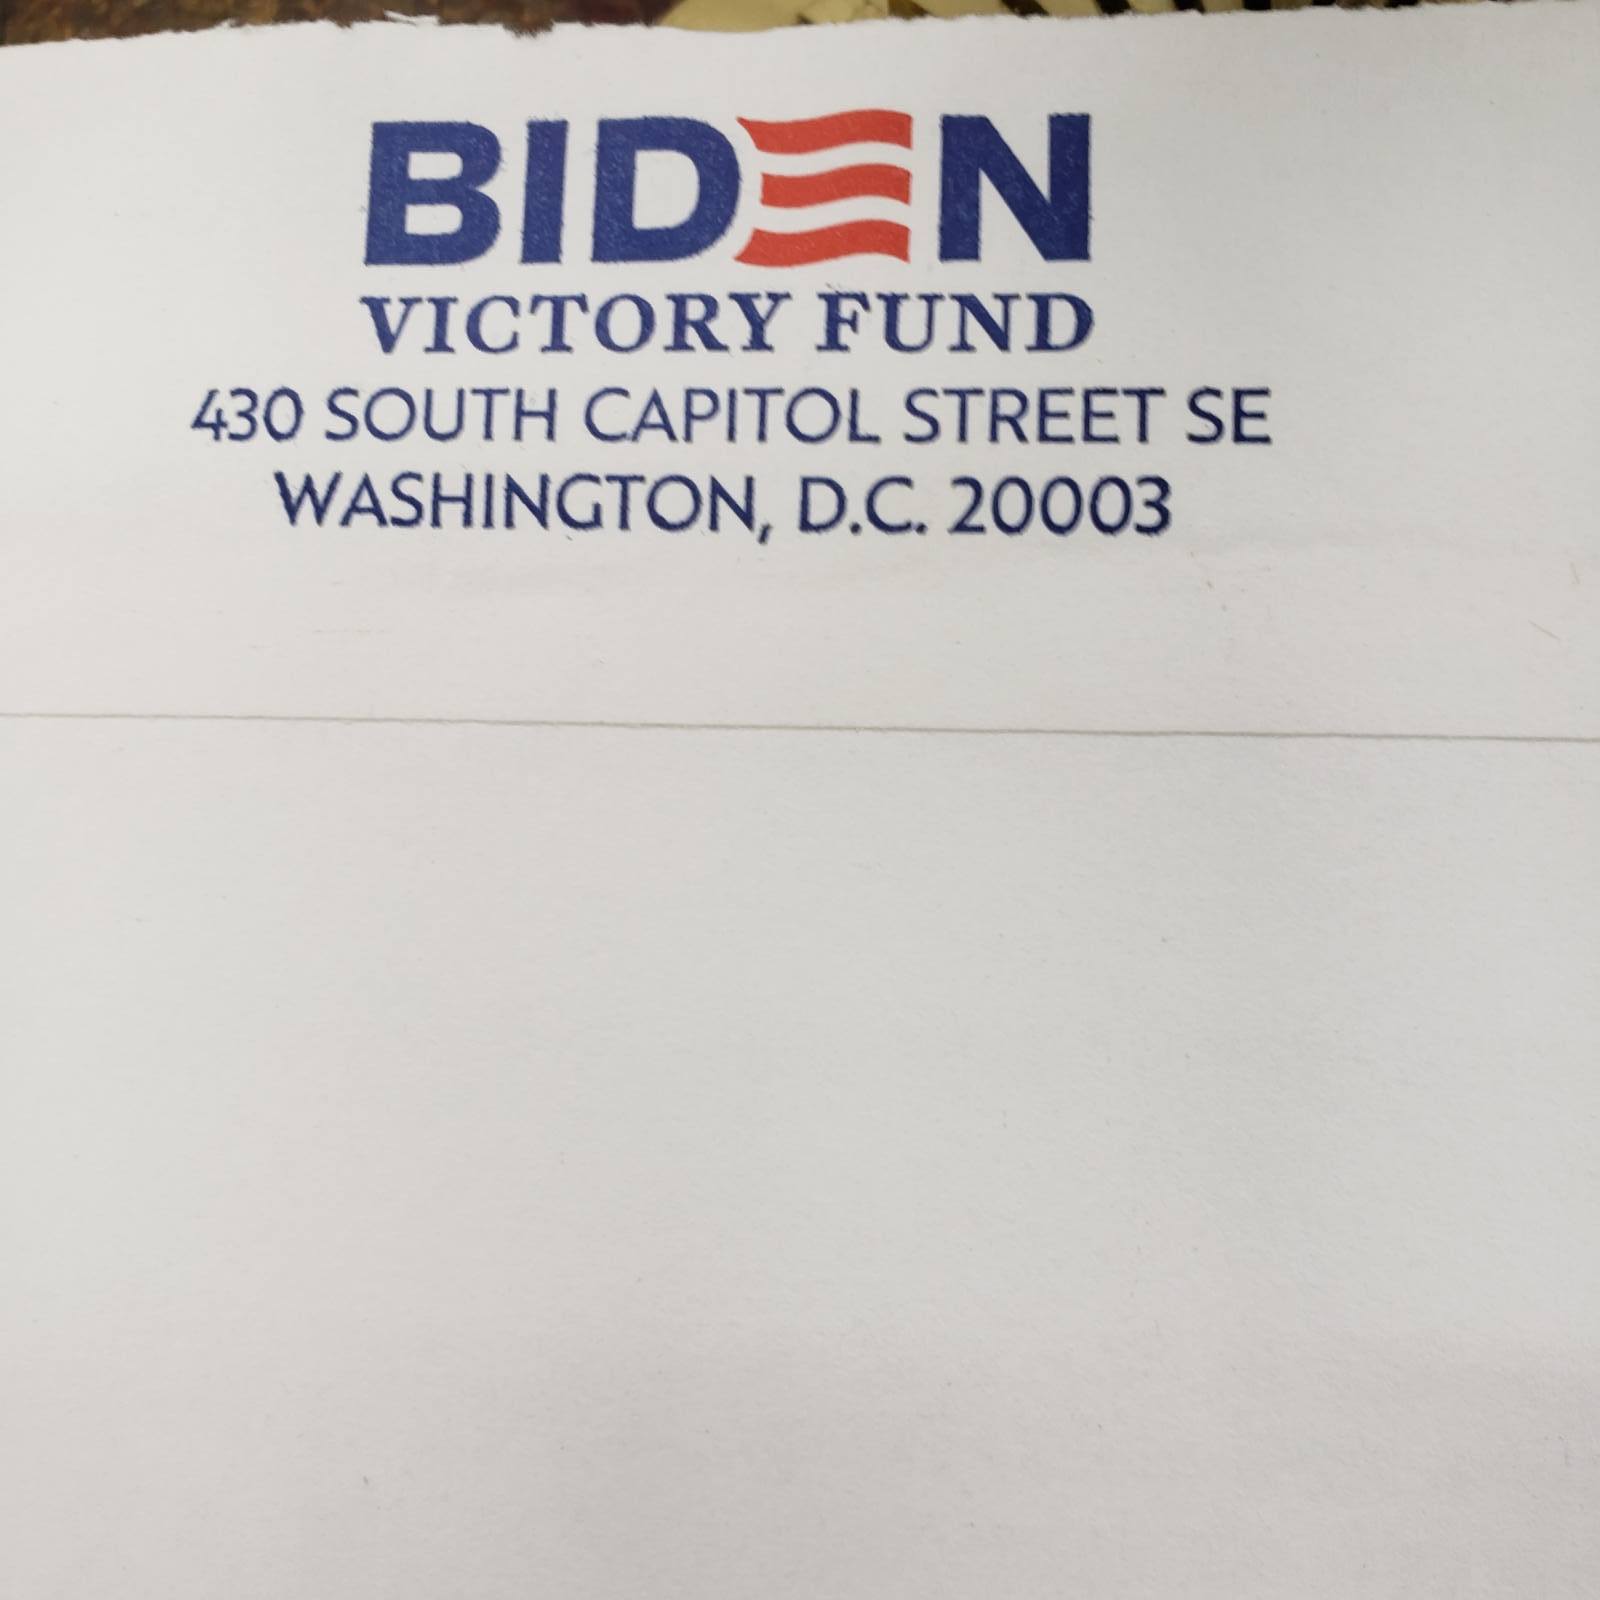 BIDEN
VICTORY FUND
430 SOUTH CAPITOL STREET SE
WASHINGTON, D.C. 20003